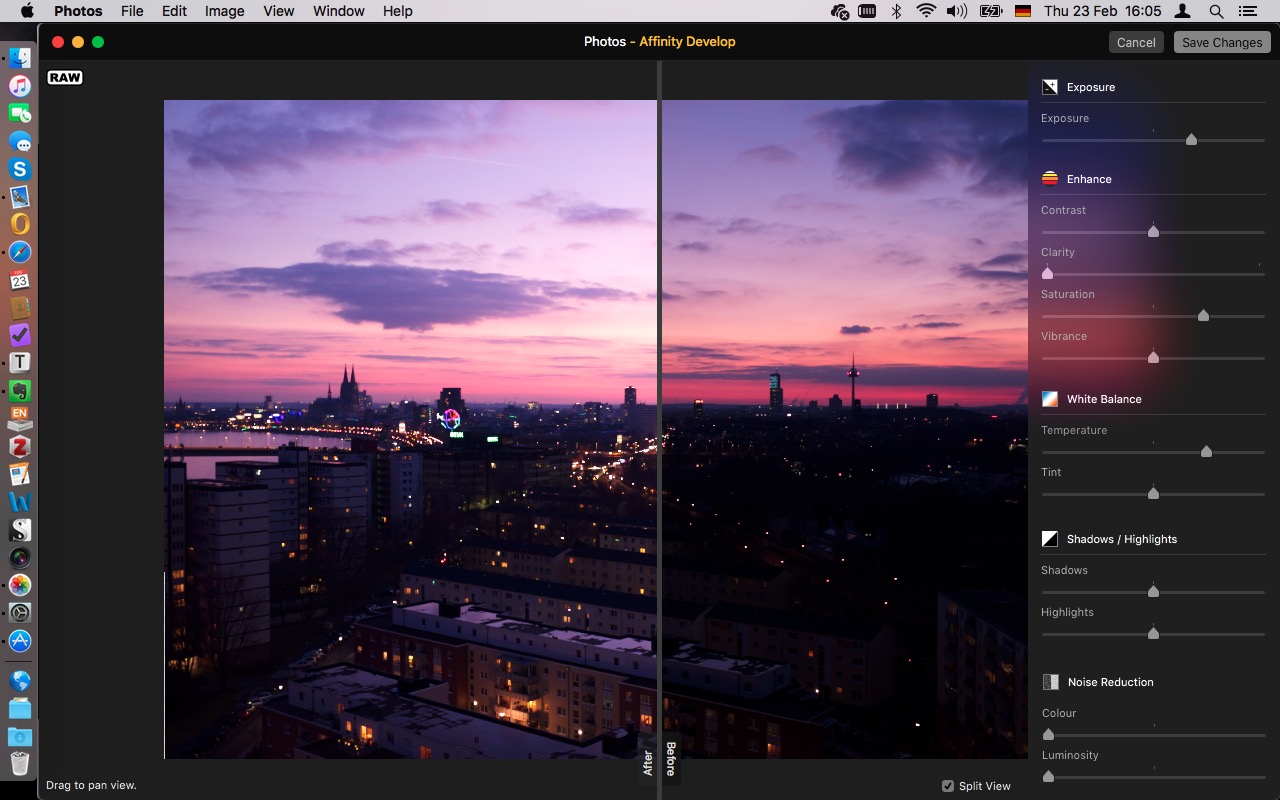 Photos File Edit Image View Window Help Thu 23 Feb 16:05
Photos - Affinity Develop
Cancel Save Changes
RAW
Exposure
Exposure
Enhance
Contrast
Clarity
Saturation
Vibrance
White Balance
Temperature
Tint
Shadows / Highlights
Shadows
Highlights
Noise Reduction
Colour
Luminosity
After
Before
Drag to pan view.
Split View
23
S
T
EN
Z
W
S